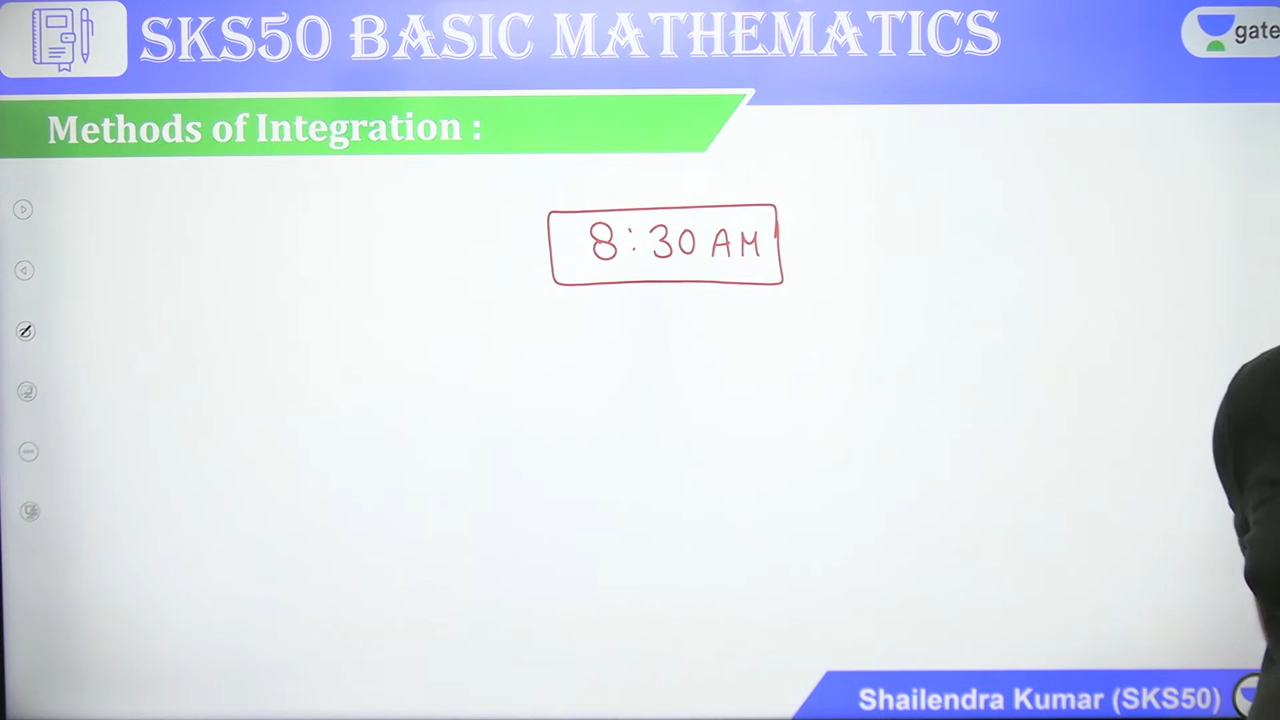 SKS50 BASIC MATHEMATICS
gate
Methods of Integration :
8:30 AM
Shailendra Kumar (SKS50)